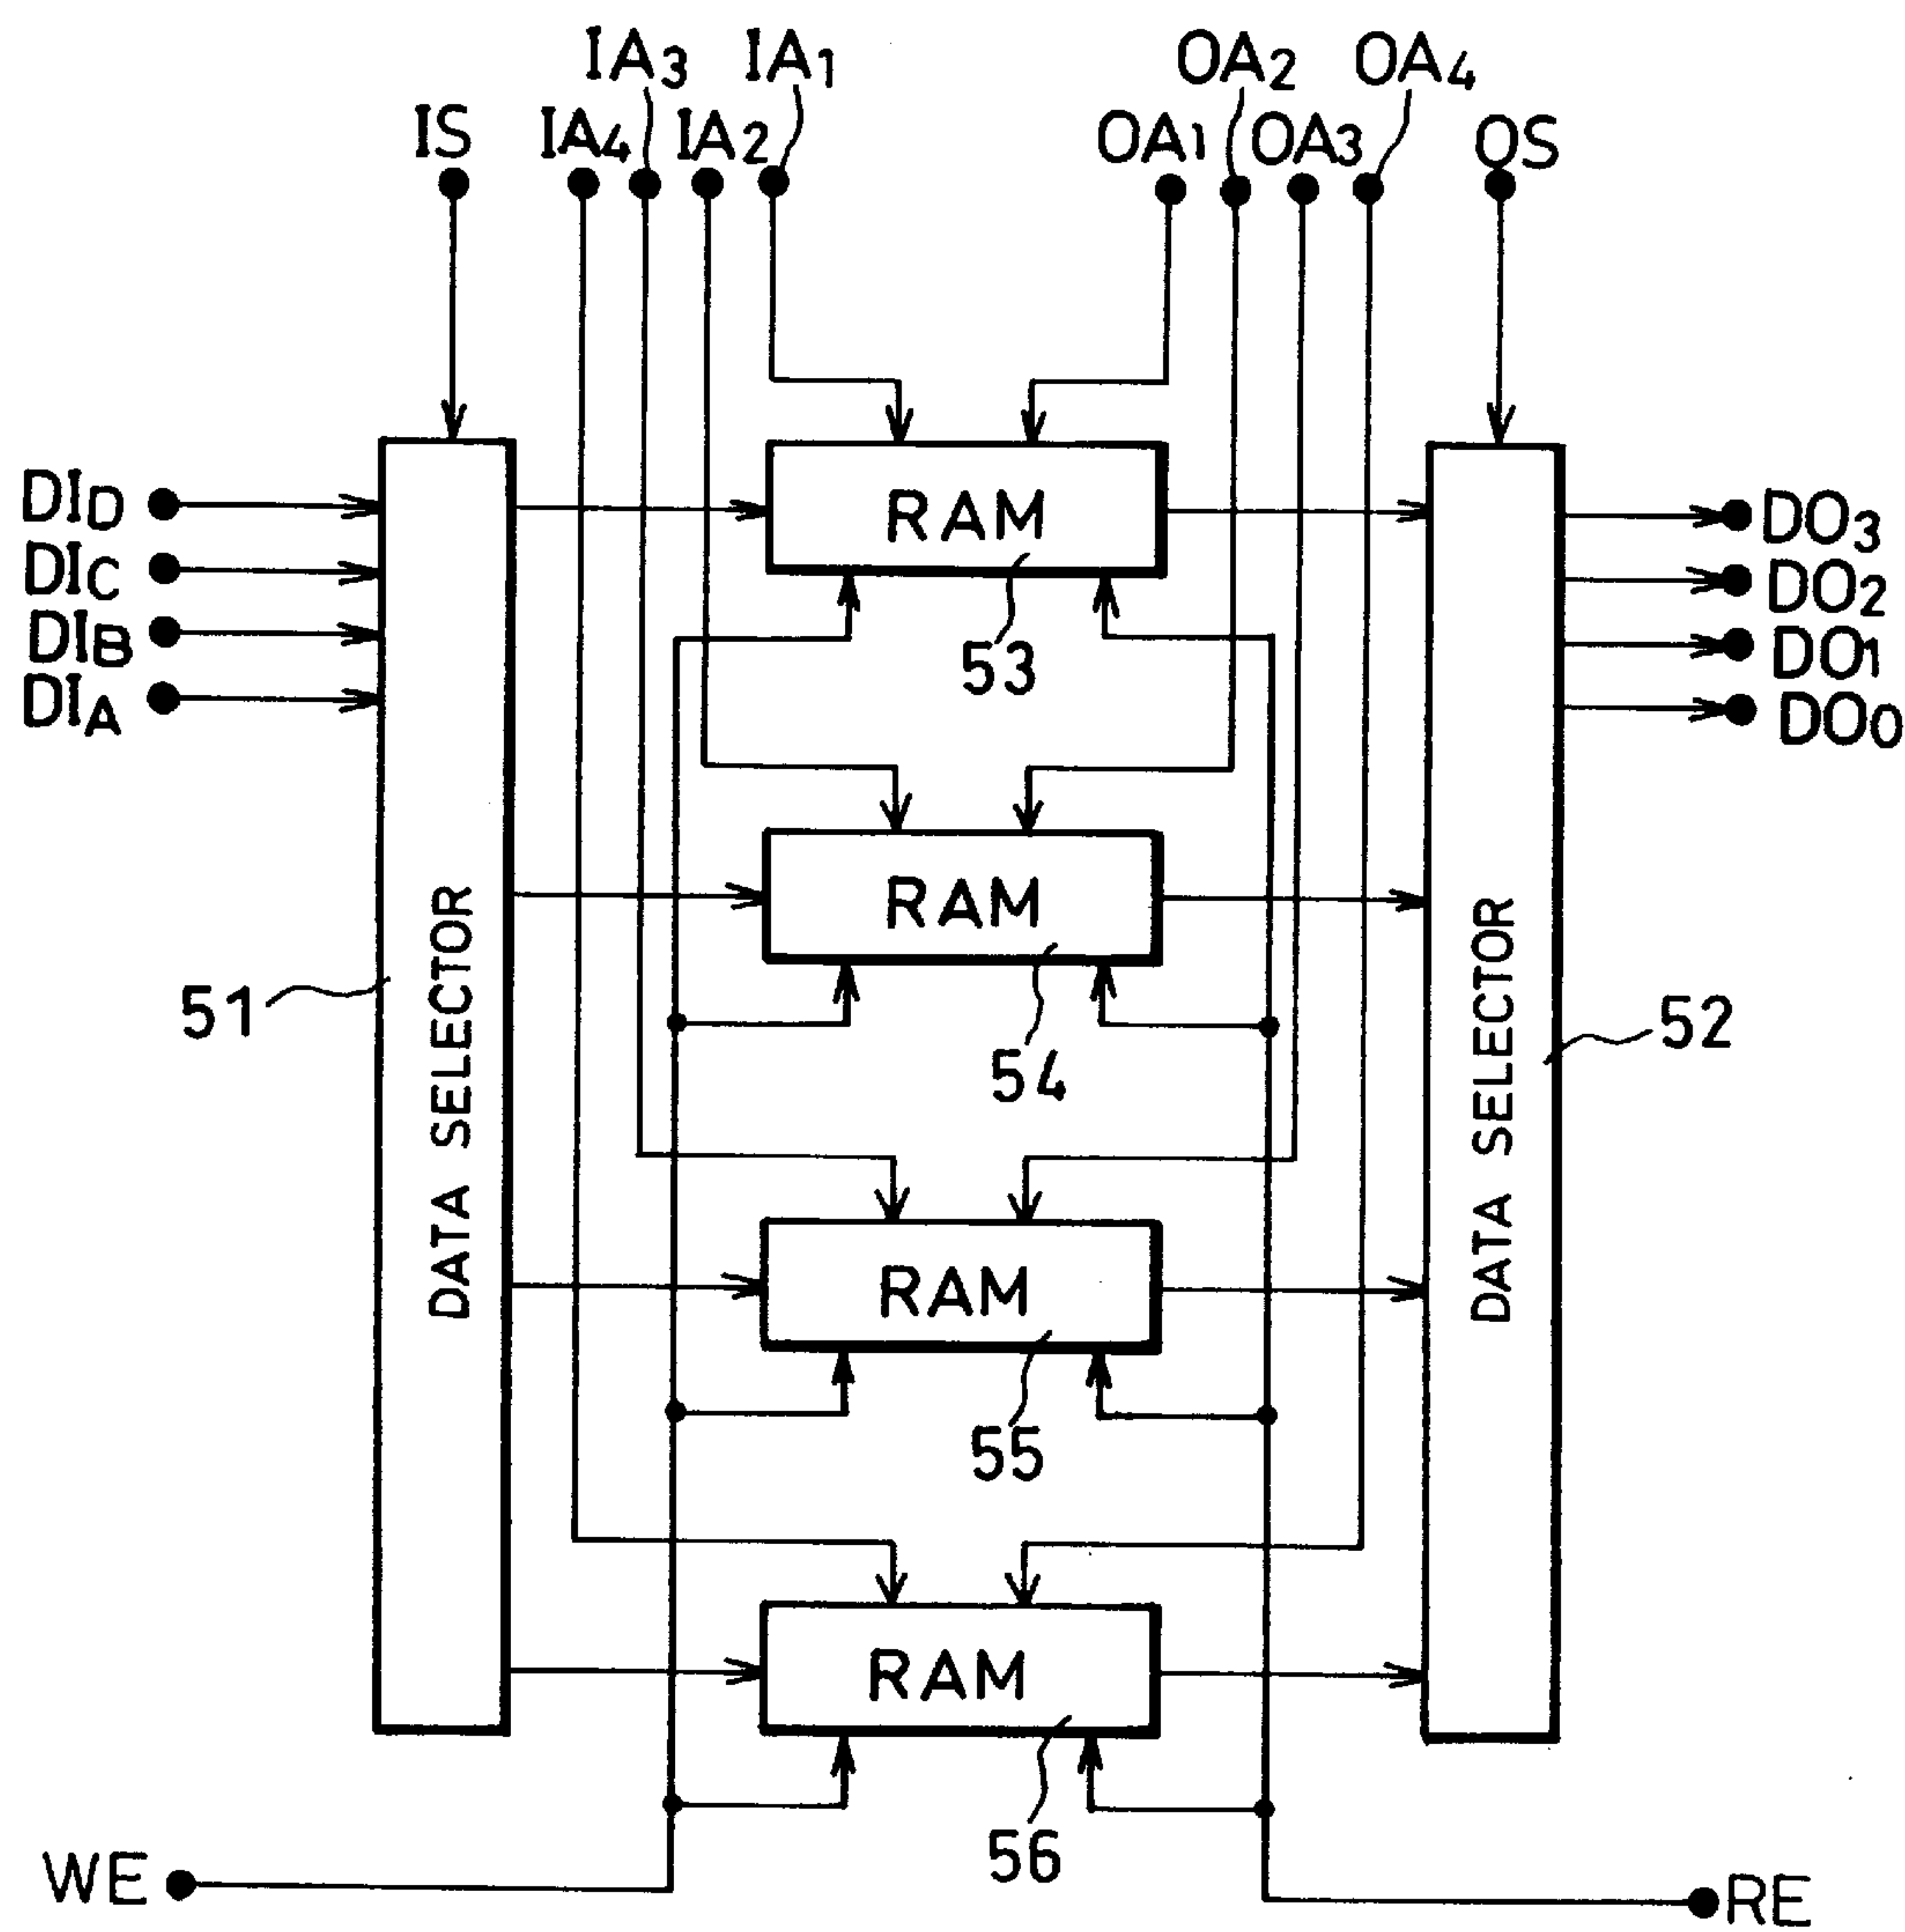 IA3 IA1 OA2 OA4
IS IA4 IA2 OA1 OA3 OS
DID RAM DO3
DIC DO2
DIB 53 DO1
DIA DO0
RAM
51 DATA SELECTOR 54 DATA SELECTOR 52
RAM
55
RAM
56
WE RE